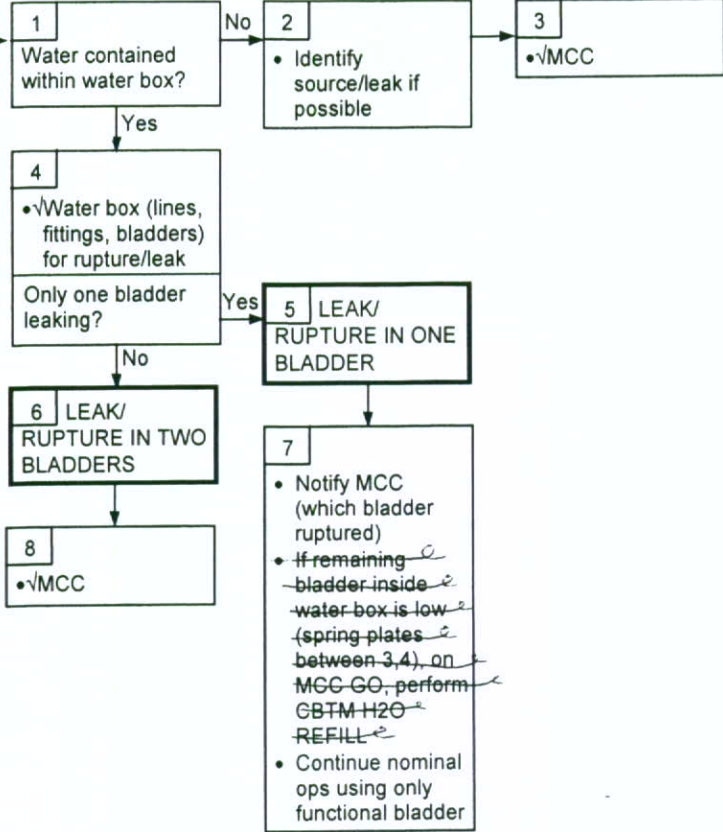 1
Water contained
within water box?
No
2
• Identify
source/leak if
possible
3
•√MCC
Yes
4
•√Water box (lines,
fittings, bladders)
for rupture/leak
Only one bladder
leaking?
Yes
5 LEAK/
RUPTURE IN ONE
BLADDER
No
6 LEAK/
RUPTURE IN TWO
BLADDERS
7
• Notify MCC
(which bladder
ruptured)
• If remaining
bladder inside
water box is low
(spring plates
between 3,4), on
MCC GO, perform
CBTM H2O
REFILL
• Continue nominal
ops using only
functional bladder
8
•√MCC